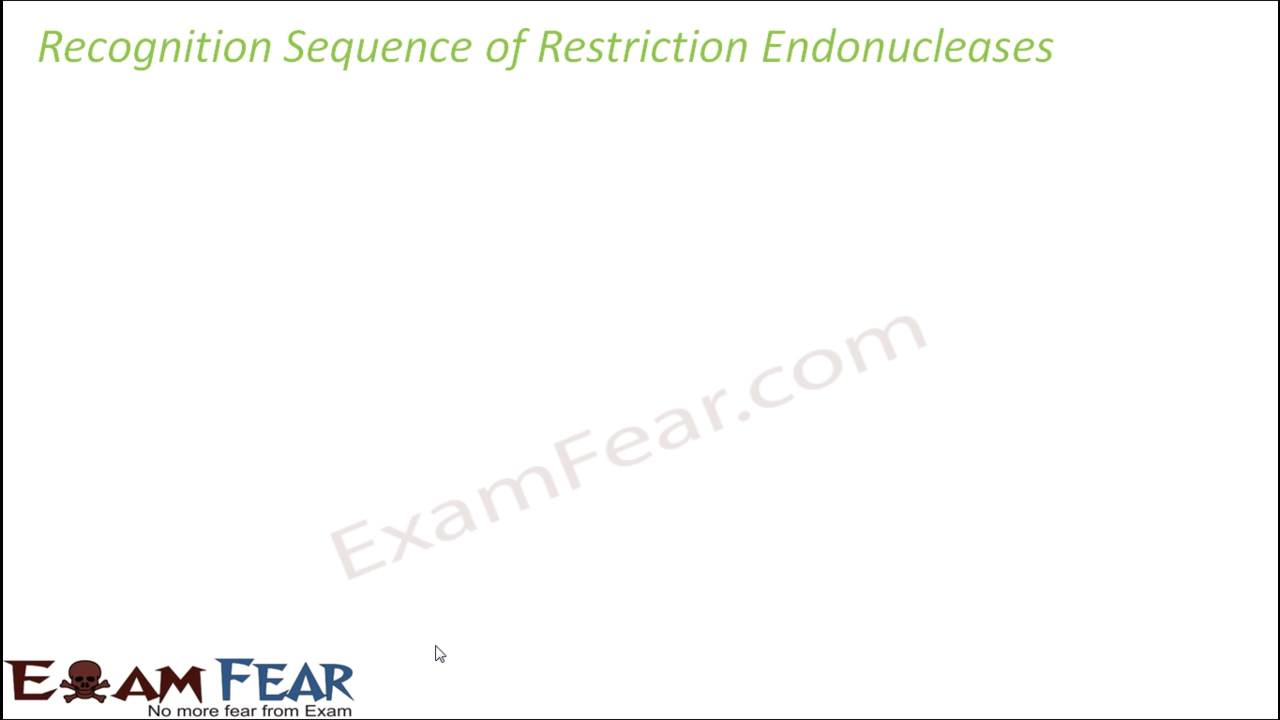 Recognition Sequence of Restriction Endonucleases
ExamFear.com
EXAM FEAR
No more fear from Exam